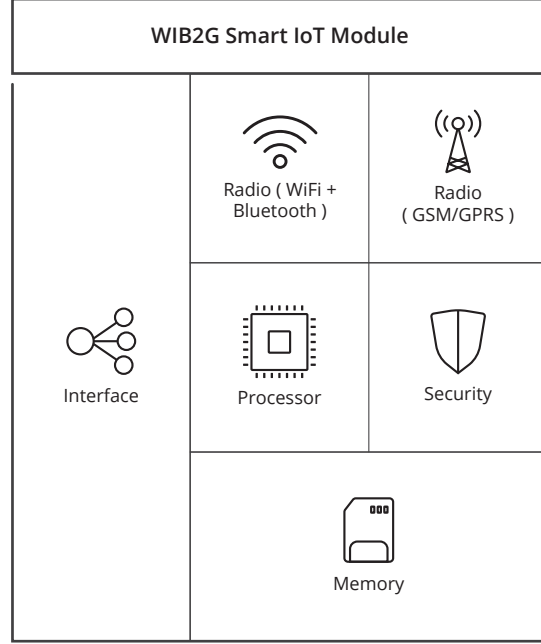 WIB2G Smart IoT Module
Radio ( WiFi +
Bluetooth )
Radio
( GSM/GPRS )
Interface
Processor
Security
Memory